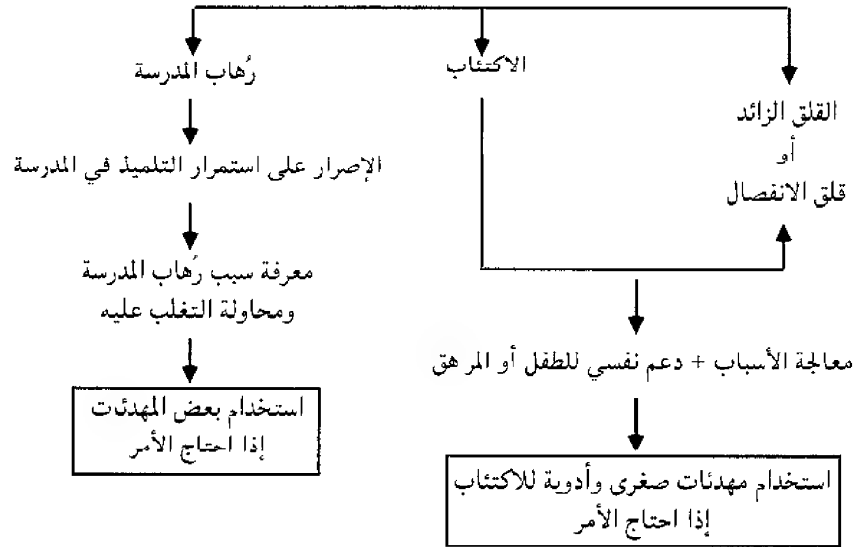 رُهاب المدرسة
الاكتئاب
القلق الزائد
أو
قلق الانفصال
الإصرار على استمرار التلميذ في المدرسة
معرفة سبب رُهاب المدرسة
ومحاولة التغلب عليه
معالجة الأسباب + دعم نفسي للطفل أو المر هق
استخدام بعض المهدئات
إذا احتاج الأمر
استخدام مهدئات صغرى وأدوية للاكتئاب
إذا احتاج الأمر